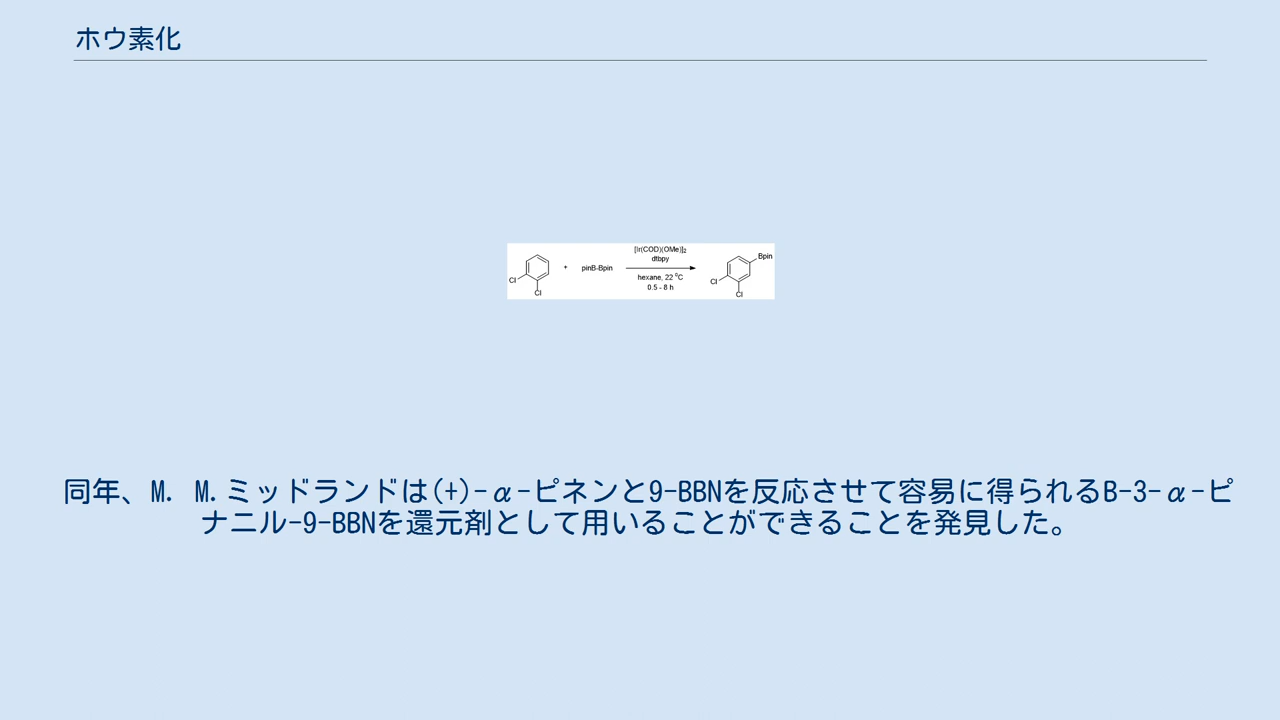 ホウ素化
[Ir(COD)(OMe)]2
dtbpy
Cl
Cl
+
pinB-Bpin
hexane, 22 °C
0.5 - 8 h
Bpin
Cl
Cl
同年、M. M.ミッドランドは(+)-α-ピネンと9-BBNを反応させて容易に得られるB-3-α-ピ
ナニル-9-BBNを還元剤として用いることができることを発見した。